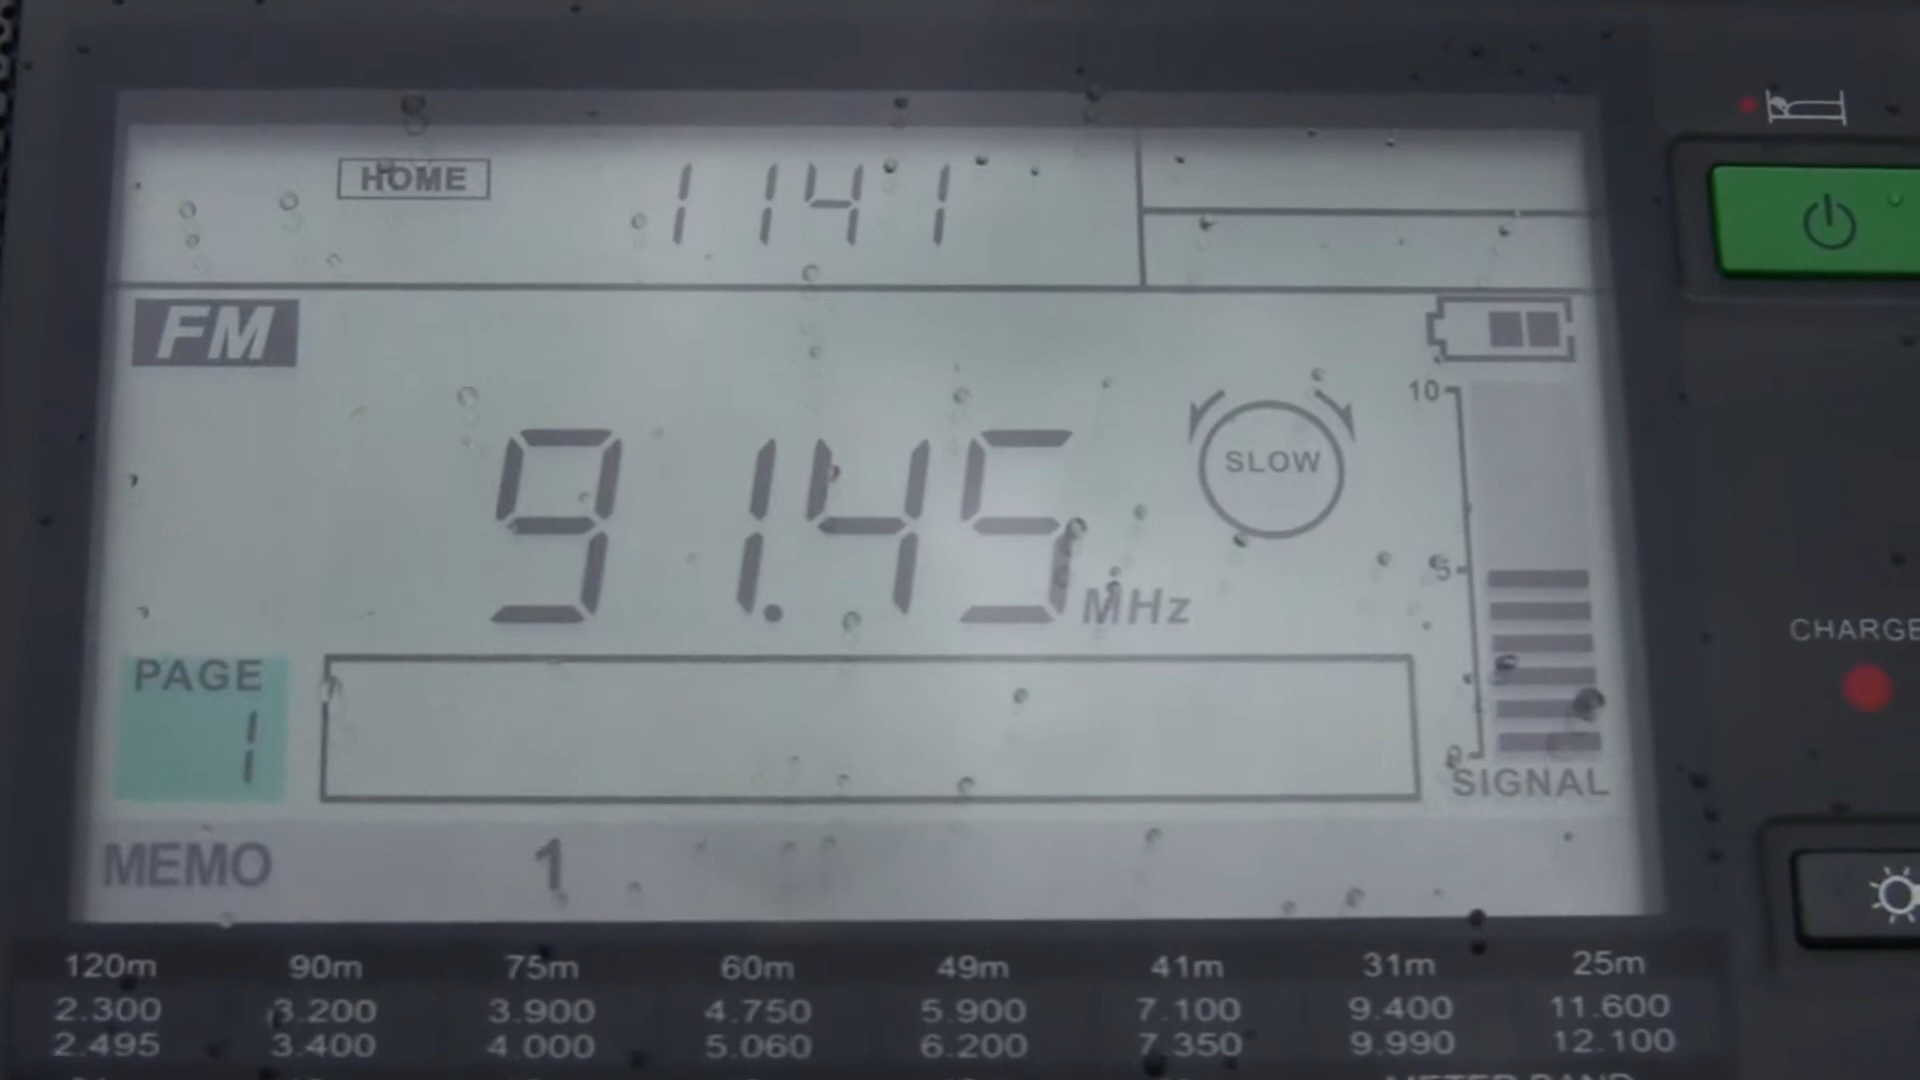 HOME 1141
FM
10
91.45 MHz
SLOW
5
PAGE
1
0
SIGNAL
CHARGE
MEMO 1
120m 90m 75m 60m 49m 41m 31m 25m
2.300 3.200 3.900 4.750 5.900 7.100 9.400 11.600
2.495 3.400 4.000 5.060 6.200 7.350 9.990 12.100
METER BAND